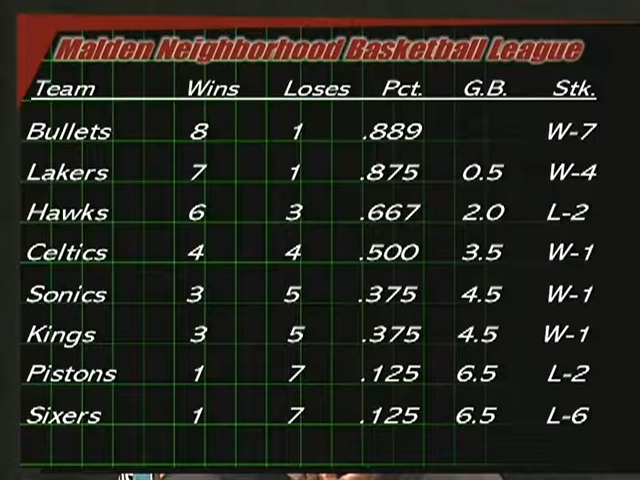 Malden Neighborhood Basketball League
Team Wins Loses Pct. G.B. Stk.
Bullets 8 1 .889 W-7
Lakers 7 1 .875 0.5 W-4
Hawks 6 3 .667 2.0 L-2
Celtics 4 4 .500 3.5 W-1
Sonics 3 5 .375 4.5 W-1
Kings 3 5 .375 4.5 W-1
Pistons 1 7 .125 6.5 L-2
Sixers 1 7 .125 6.5 L-6